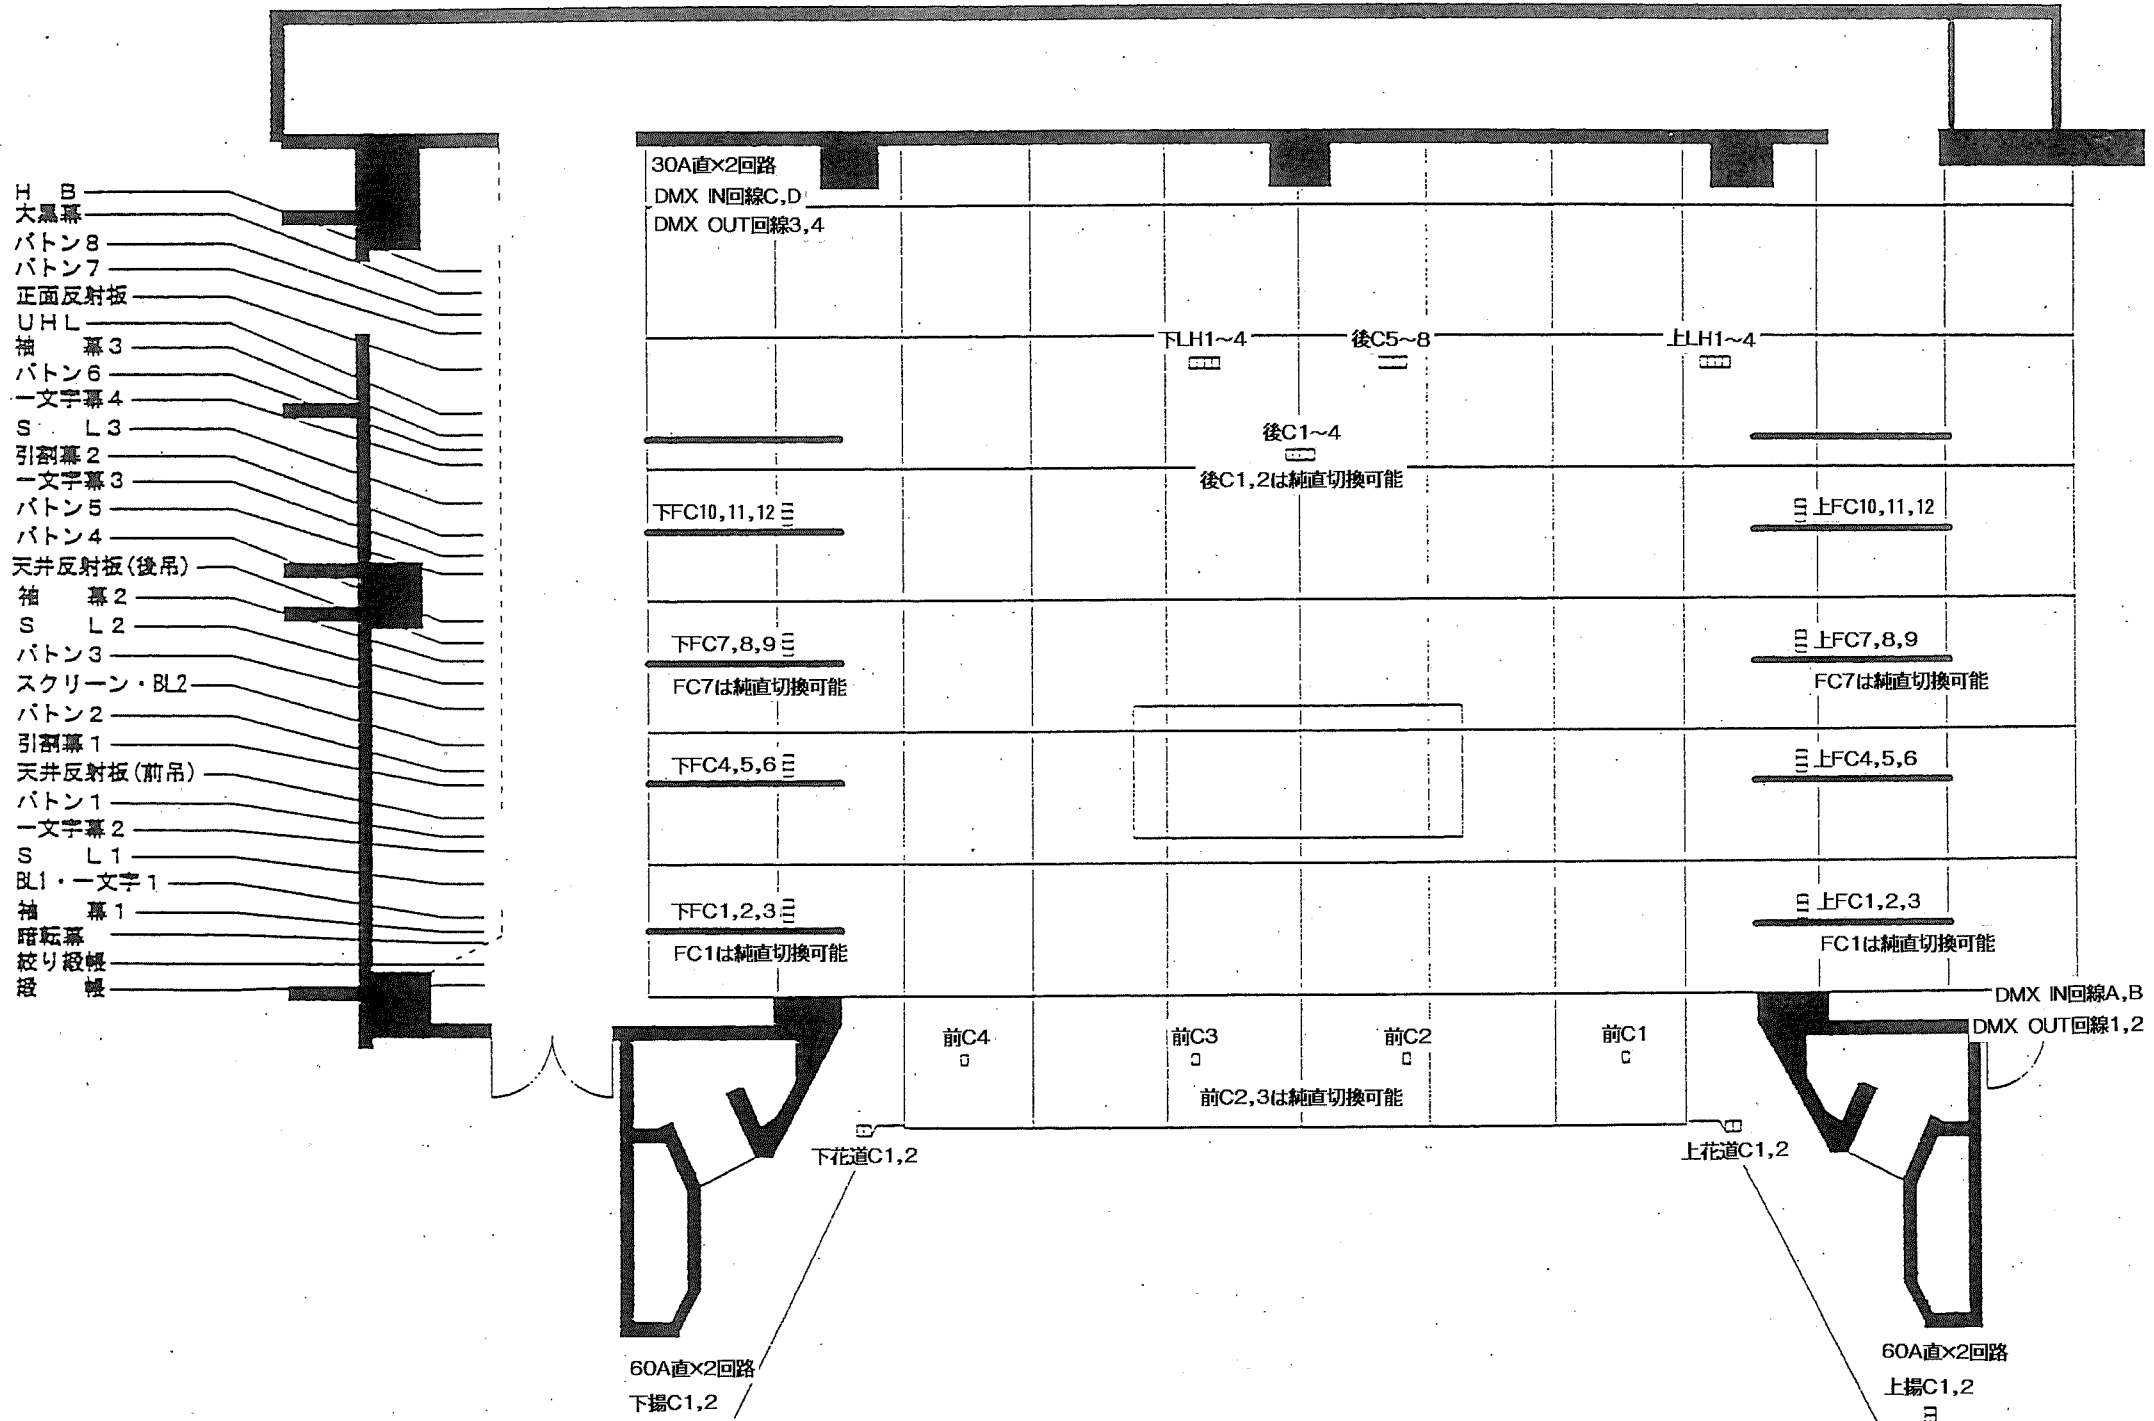 H B
大黒幕
バトン8
バトン7
正面反射板
UHL
袖 幕3
バトン6
一文字幕4
S L3
引割幕2
一文字幕3
バトン5
バトン4
天井反射板(後吊)
袖 幕2
S L2
バトン3
スクリーン・BL2
バトン2
引割幕1
天井反射板(前吊)
バトン1
一文字幕2
S L1
BL1・一文字1
袖 幕1
暗転幕
絞り緞帳
緞 帳
30A直×2回路
DMX IN回線C,D
DMX OUT回線3,4
下LH1~4
後C5~8
上LH1~4
後C1~4
後C1,2は純直切換可能
下FC10,11,12
上FC10,11,12
下FC7,8,9
FC7は純直切換可能
上FC7,8,9
FC7は純直切換可能
下FC4,5,6
上FC4,5,6
下FC1,2,3
FC1は純直切換可能
上FC1,2,3
FC1は純直切換可能
DMX IN回線A,B
DMX OUT回線1,2
前C4
前C3
前C2
前C1
前C2,3は純直切換可能
下花道C1,2
上花道C1,2
60A直×2回路
下揚C1,2
60A直×2回路
上揚C1,2